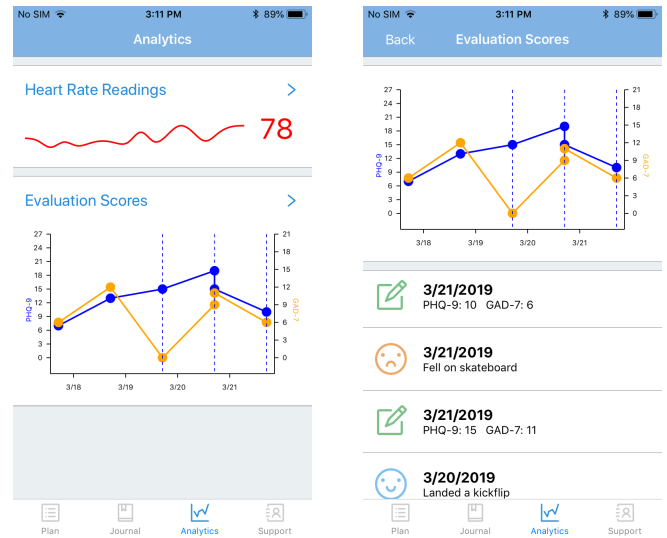 No SIM 3:11 PM 89%
Analytics
Heart Rate Readings
78
Evaluation Scores
27
24
21
18
15
12
9
6
3
0
PHQ-9
21
18
15
12
9
6
3
0
GAD-7
3/18 3/19 3/20 3/21
Plan Journal Analytics Support
No SIM 3:11 PM 89%
Back Evaluation Scores
27
24
21
18
15
12
9
6
3
0
PHQ-9
21
18
15
12
9
6
3
0
GAD-7
3/18 3/19 3/20 3/21
3/21/2019
PHQ-9: 10 GAD-7: 6
3/21/2019
Fell on skateboard
3/21/2019
PHQ-9: 15 GAD-7: 11
3/20/2019
Landed a kickflip
Plan Journal Analytics Support